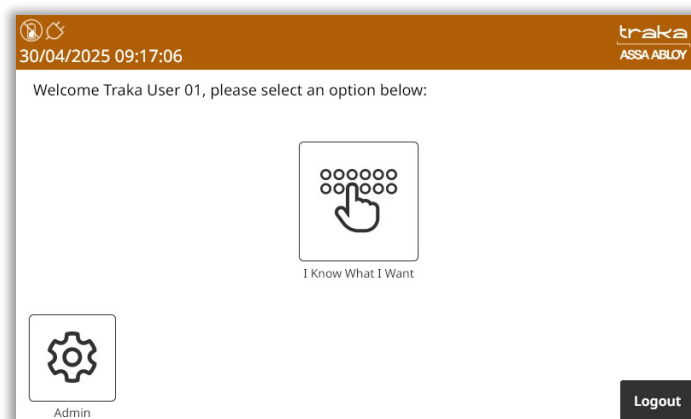 30/04/2025 09:17:06
traka
ASSA ABLOY
Welcome Traka User 01, please select an option below:
I Know What I Want
Admin
Logout